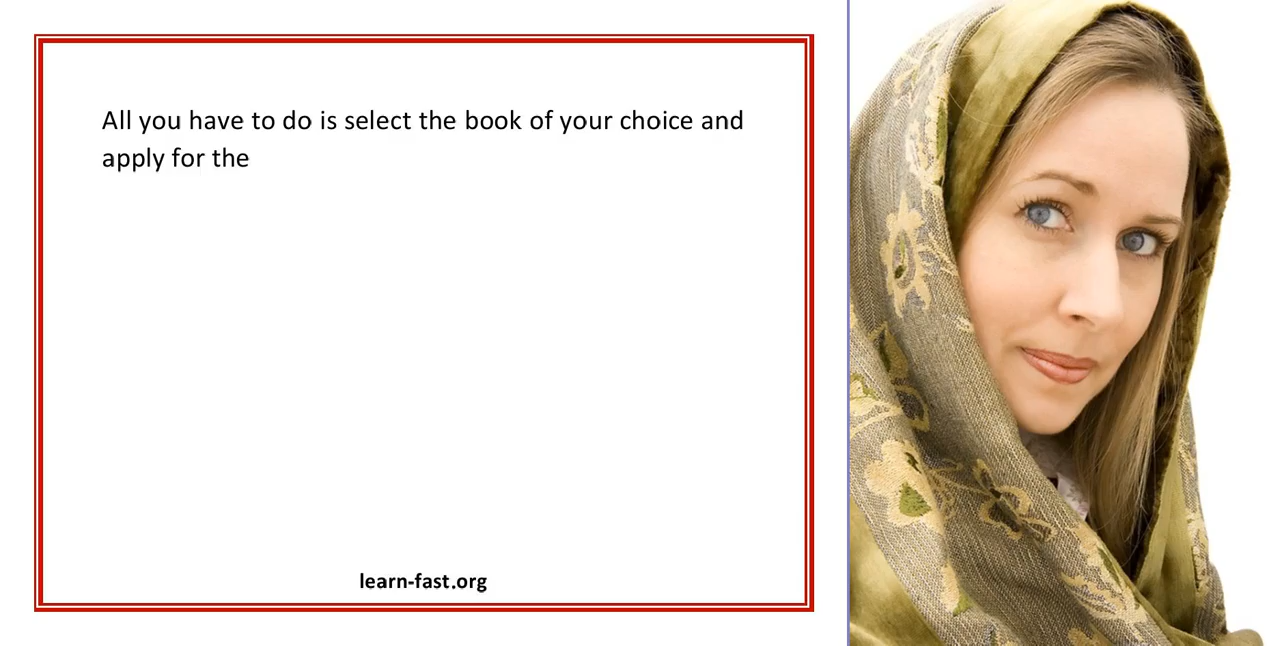 All you have to do is select the book of your choice and
apply for the
learn-fast.org